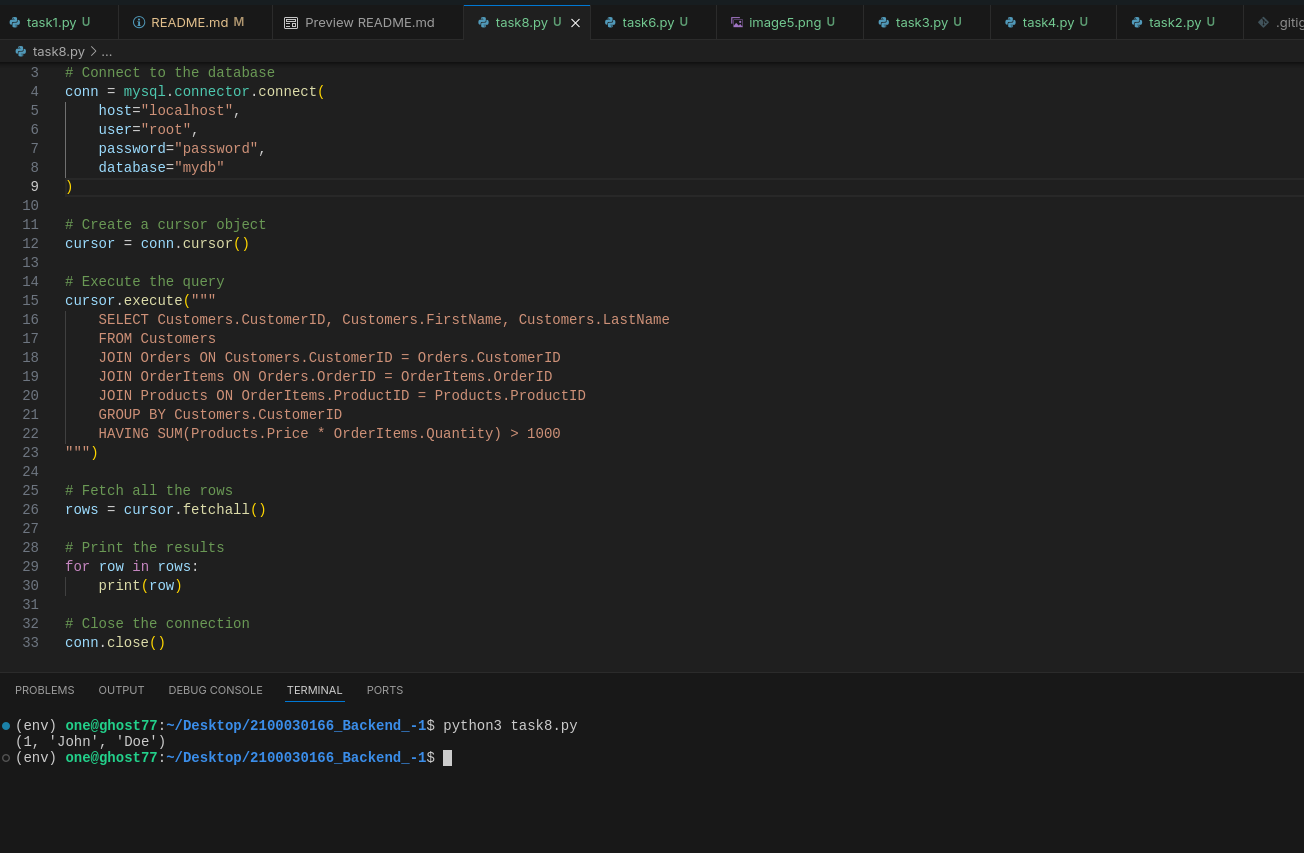 task1.py U README.md M Preview README.md task8.py U task6.py U image5.png U task3.py U task4.py U task2.py U
task8.py > ...
3 # Connect to the database
4 conn = mysql.connector.connect(
5     host="localhost",
6     user="root",
7     password="password",
8     database="mydb"
9 )
10
11 # Create a cursor object
12 cursor = conn.cursor()
13
14 # Execute the query
15 cursor.execute("""
16     SELECT Customers.CustomerID, Customers.FirstName, Customers.LastName
17     FROM Customers
18     JOIN Orders ON Customers.CustomerID = Orders.CustomerID
19     JOIN OrderItems ON Orders.OrderID = OrderItems.OrderID
20     JOIN Products ON OrderItems.ProductID = Products.ProductID
21     GROUP BY Customers.CustomerID
22     HAVING SUM(Products.Price * OrderItems.Quantity) > 1000
23 """)
24
25 # Fetch all the rows
26 rows = cursor.fetchall()
27
28 # Print the results
29 for row in rows:
30     print(row)
31
32 # Close the connection
33 conn.close()
PROBLEMS OUTPUT DEBUG CONSOLE TERMINAL PORTS
(env) one@ghost77:~/Desktop/2100030166_Backend_-1$ python3 task8.py
(1, 'John', 'Doe')
(env) one@ghost77:~/Desktop/2100030166_Backend_-1$